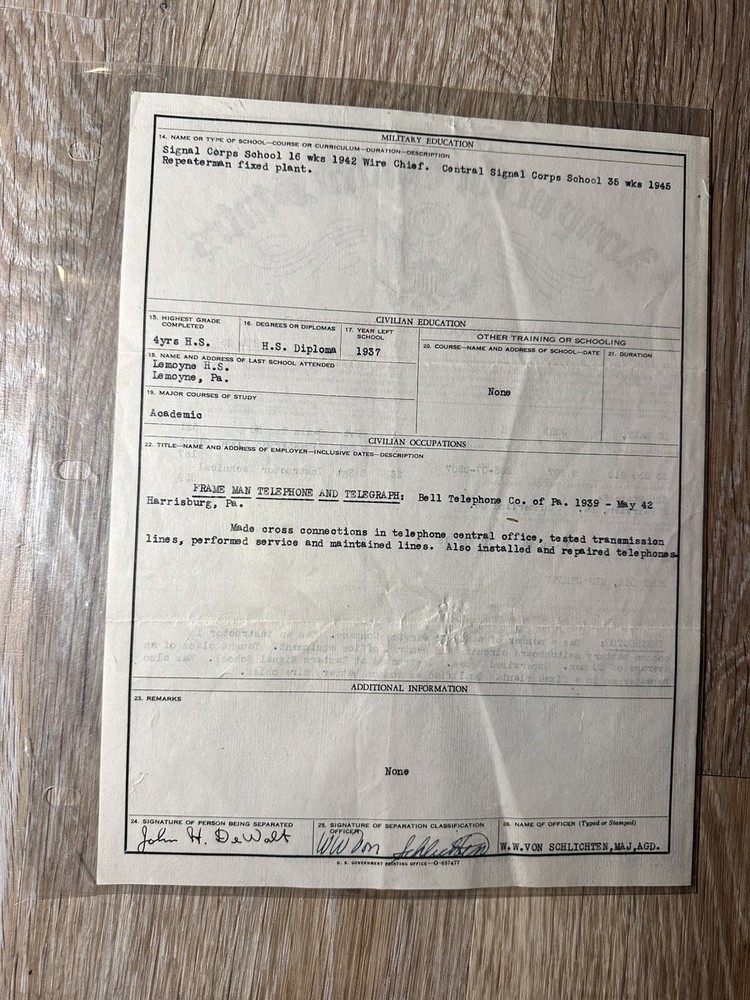 MILITARY EDUCATION
14. NAME OR TYPE OF SCHOOL—COURSE OR CURRICULUM—DURATION—DESCRIPTION
Signal Corps School 16 wks 1942 Wire Chief. Central Signal Corps School 35 wks 1945
Repeaterman fixed plant.
CIVILIAN EDUCATION
15. HIGHEST GRADE COMPLETED
4yrs H.S.
16. DEGREES OR DIPLOMAS
H.S. Diploma
17. YEAR LEFT SCHOOL
1937
OTHER TRAINING OR SCHOOLING
20. COURSE—NAME AND ADDRESS OF SCHOOL—DATE
21. DURATION
None
18. NAME AND ADDRESS OF LAST SCHOOL ATTENDED
Lemoyne H.S.
Lemoyne, Pa.
19. MAJOR COURSES OF STUDY
Academic
CIVILIAN OCCUPATIONS
22. TITLE—NAME AND ADDRESS OF EMPLOYER—INCLUSIVE DATES—DESCRIPTION
FRAME MAN TELEPHONE AND TELEGRAPH: Bell Telephone Co. of Pa. 1939 - May 42
Harrisburg, Pa.
Made cross connections in telephone central office, tested transmission
lines, performed service and maintained lines. Also installed and repaired telephones.
ADDITIONAL INFORMATION
23. REMARKS
None
24. SIGNATURE OF PERSON BEING SEPARATED
John H. DeWalt
25. SIGNATURE OF SEPARATION CLASSIFICATION OFFICER
WWVon Schlichten
26. NAME OF OFFICER (Typed or Stamped)
W.W.VON SCHLICHTEN,MAJ,AGD.
U. S. GOVERNMENT PRINTING OFFICE—O-657477